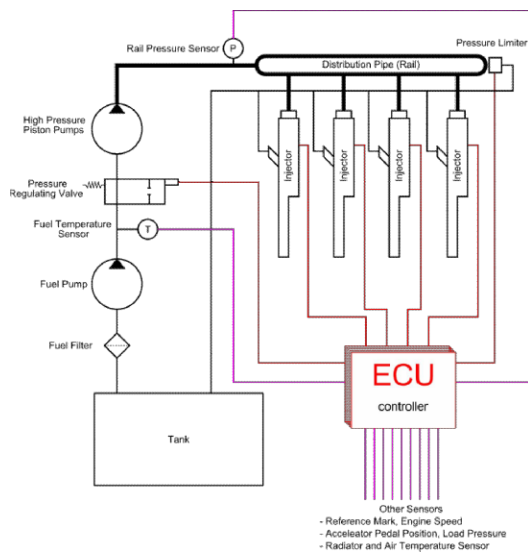 Rail Pressure Sensor
P
Pressure Limiter
Distribution Pipe (Rail)
High Pressure
Piston Pumps
Injector
Injector
Injector
Injector
Pressure
Regulating Valve
Fuel Temperature
Sensor
T
Fuel Pump
Fuel Filter
ECU
controller
Tank
Other Sensors
- Reference Mark, Engine Speed
- Accelerator Pedal Position, Load Pressure
- Radiator and Air Temperature Sensor